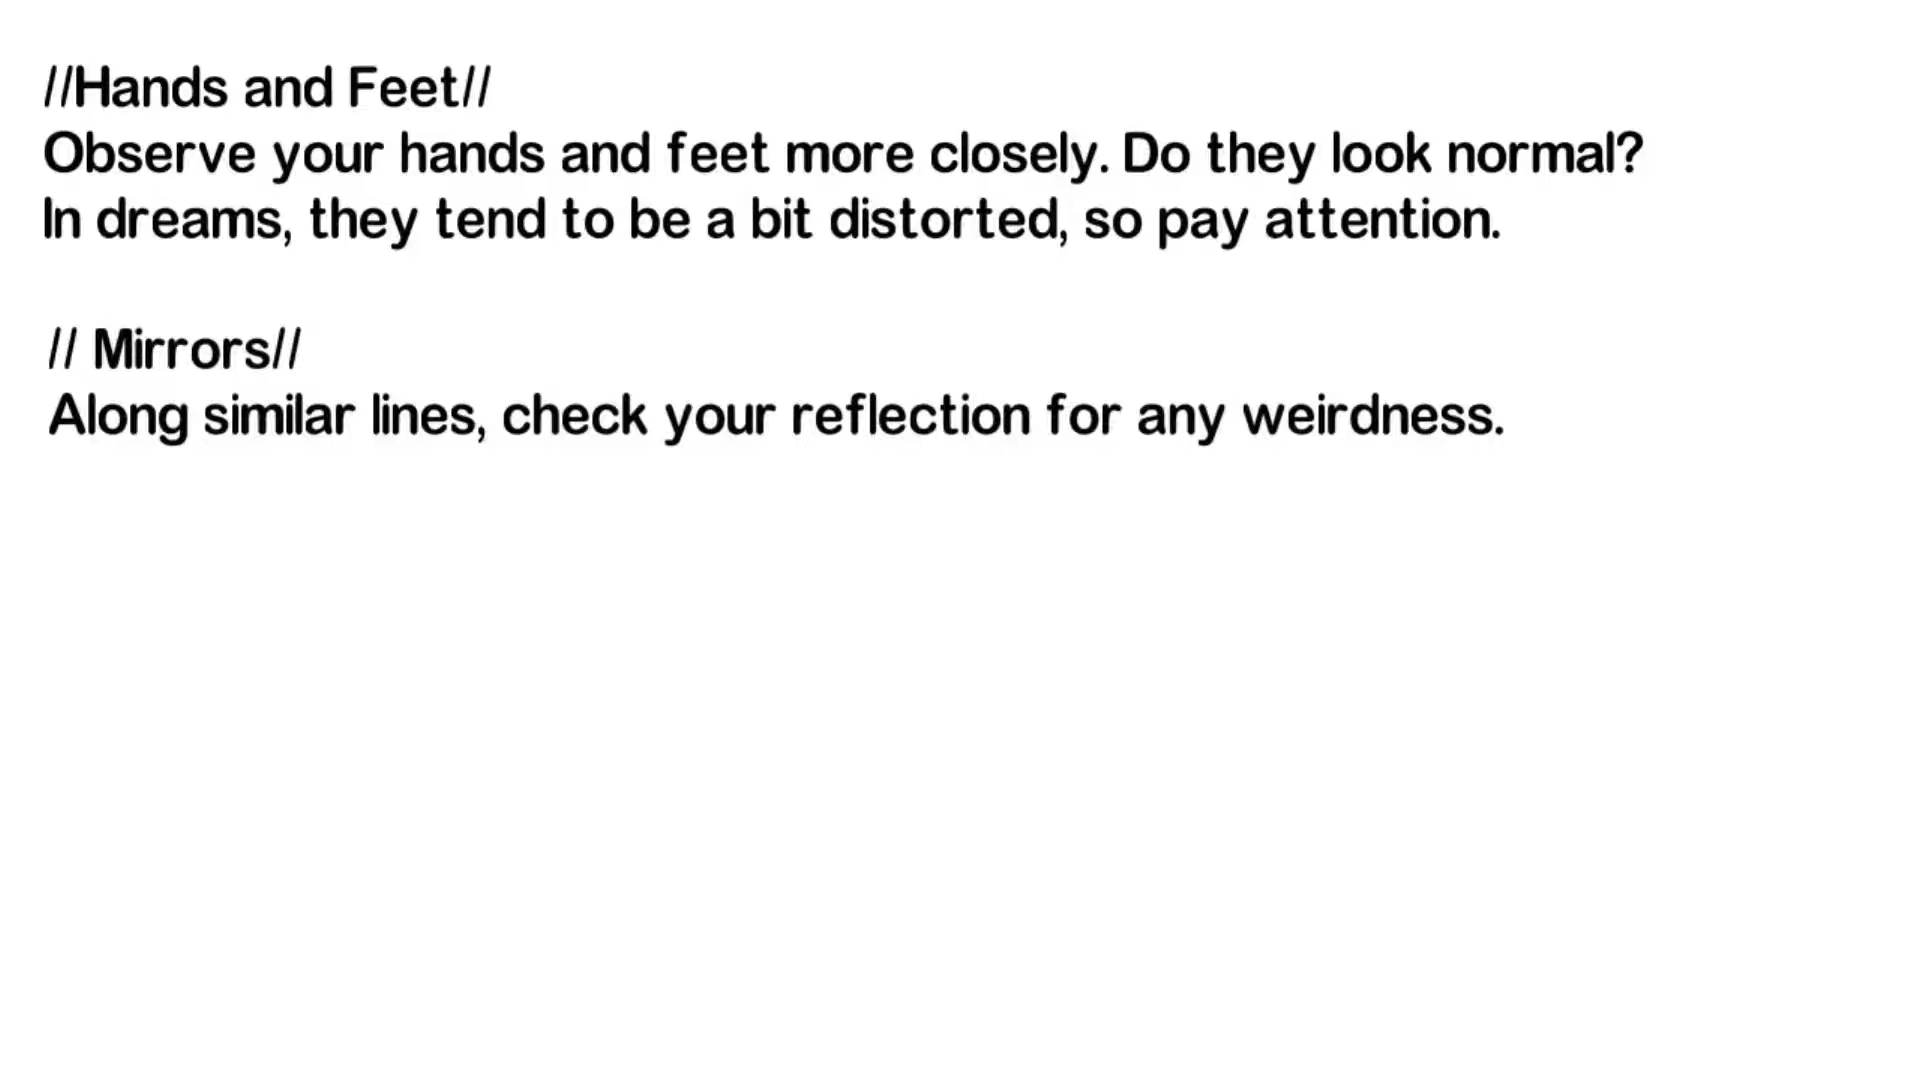 //Hands and Feet//
Observe your hands and feet more closely. Do they look normal?
In dreams, they tend to be a bit distorted, so pay attention.
// Mirrors//
Along similar lines, check your reflection for any weirdness.